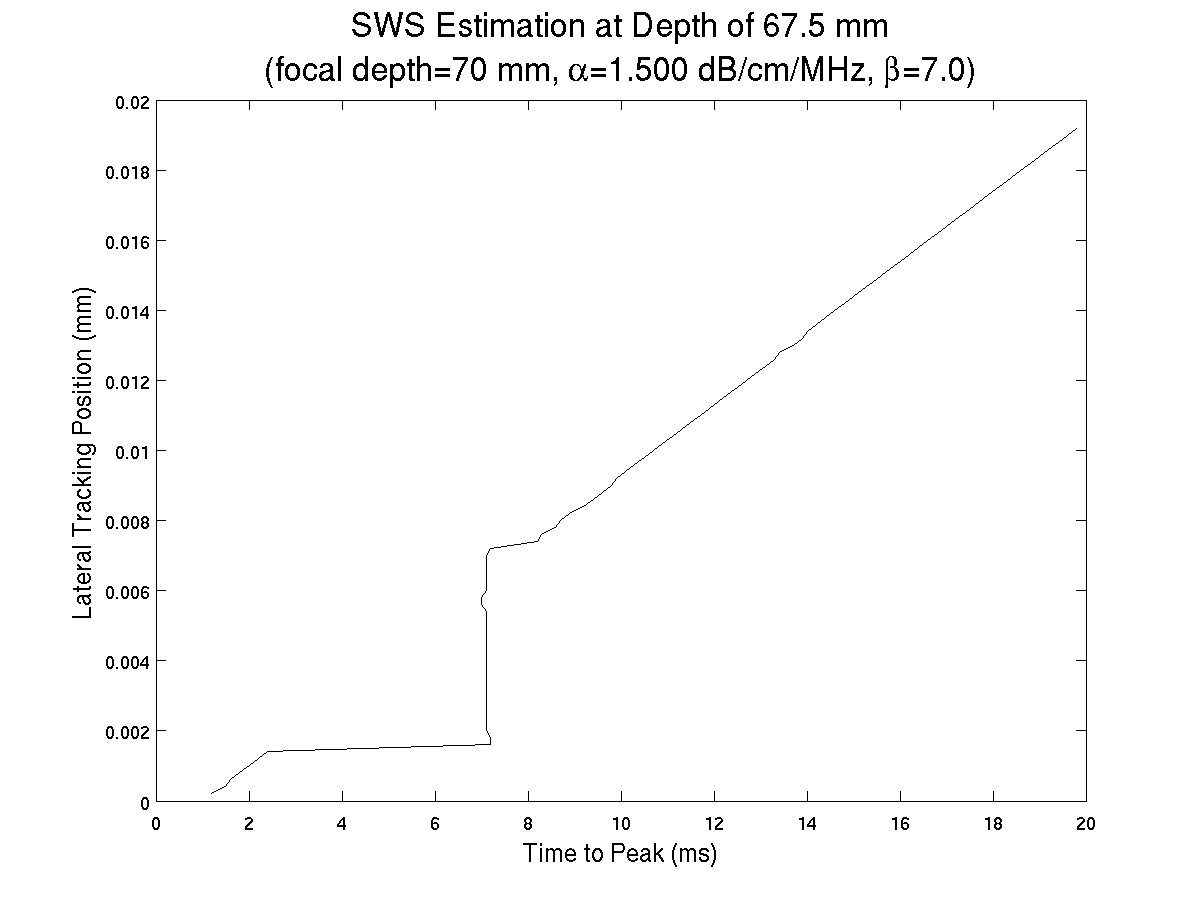 SWS Estimation at Depth of 67.5 mm
(focal depth=70 mm, α=1.500 dB/cm/MHz, β=7.0)
0.02
0.018
0.016
0.014
0.012
0.01
0.008
0.006
0.004
0.002
0
Lateral Tracking Position (mm)
0 2 4 6 8 10 12 14 16 18 20
Time to Peak (ms)